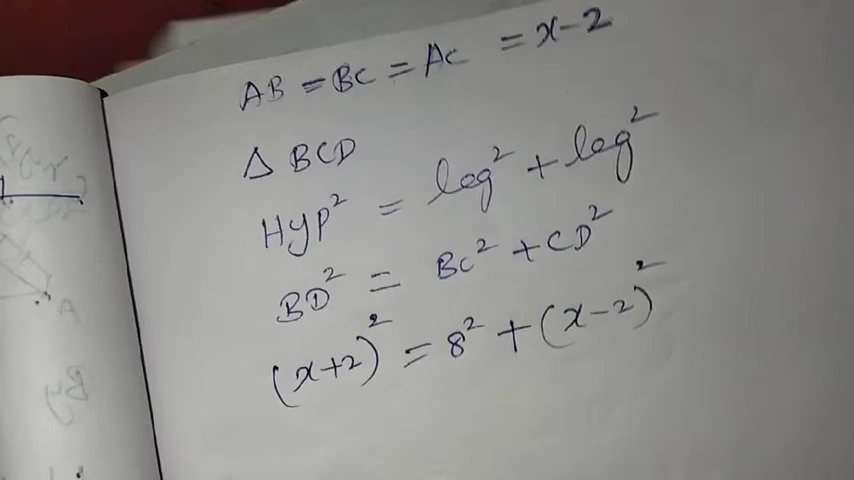 AB = BC = AC = x-2
Δ BCD
Hyp² = leg² + leg²
BD² = BC² + CD²
(x+2)² = 8² + (x-2)²